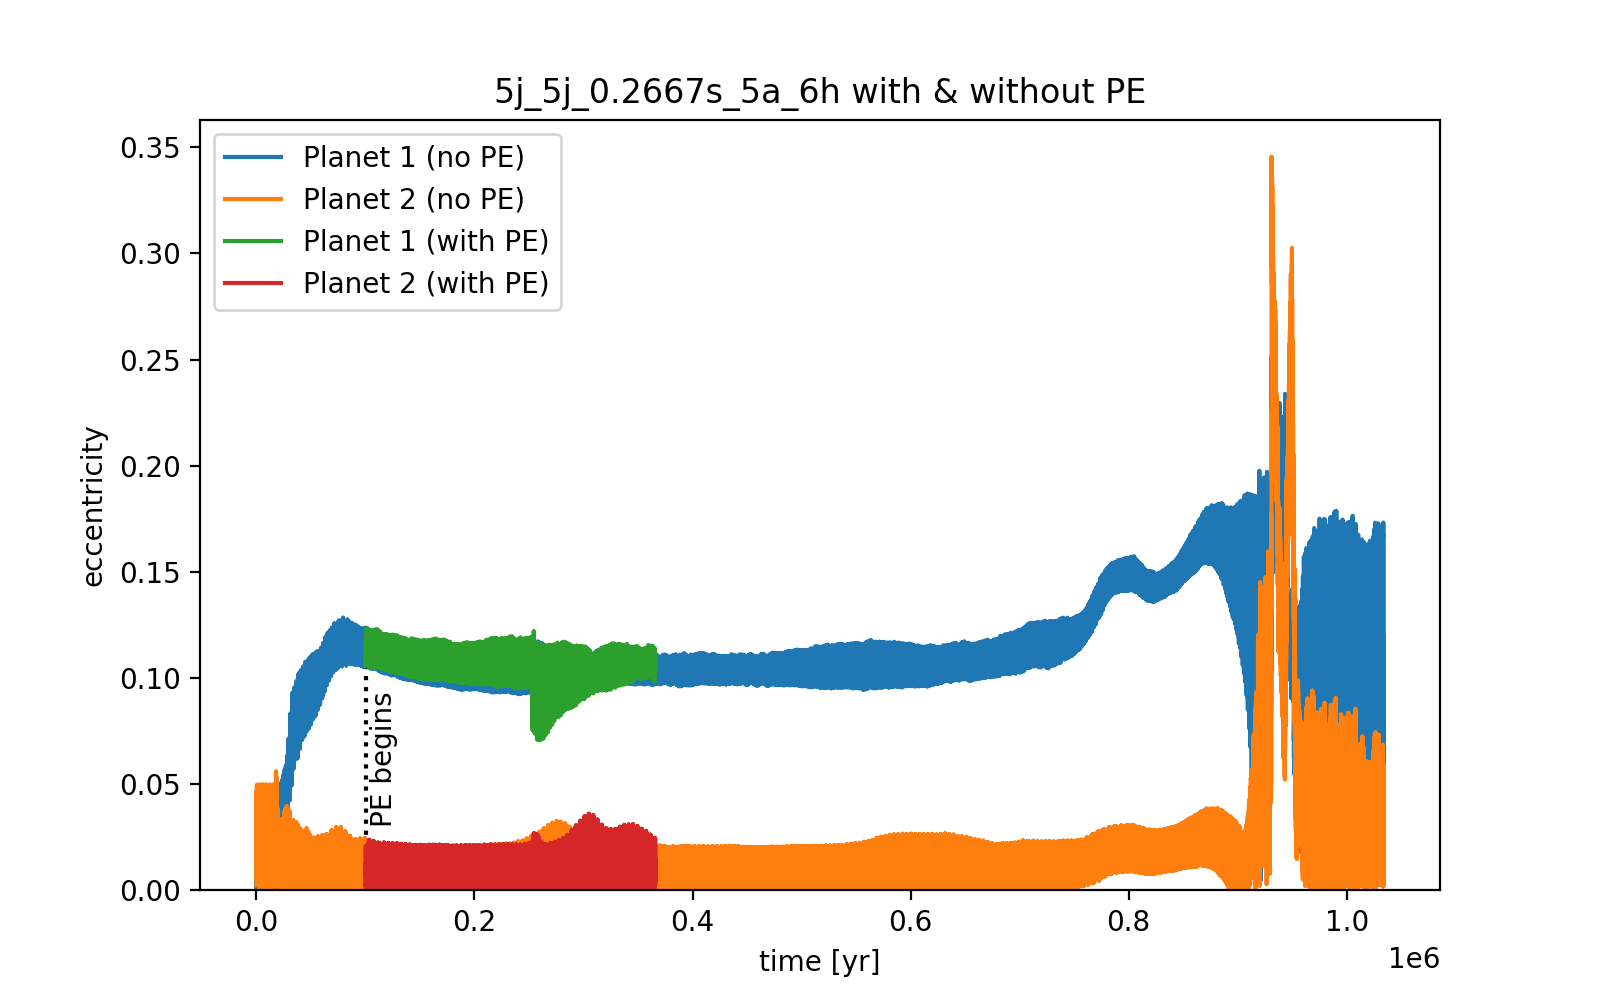 5j_5j_0.2667s_5a_6h with & without PE
Planet 1 (no PE)
Planet 2 (no PE)
Planet 1 (with PE)
Planet 2 (with PE)
0.35
0.30
0.25
0.20
0.15
0.10
0.05
0.00
eccentricity
PE begins
0.0
0.2
0.4
0.6
0.8
1.0
time [yr]
1e6